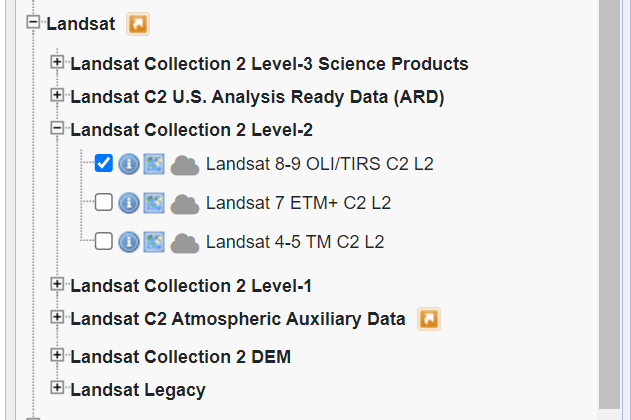 Landsat
Landsat Collection 2 Level-3 Science Products
Landsat C2 U.S. Analysis Ready Data (ARD)
Landsat Collection 2 Level-2
Landsat 8-9 OLI/TIRS C2 L2
Landsat 7 ETM+ C2 L2
Landsat 4-5 TM C2 L2
Landsat Collection 2 Level-1
Landsat C2 Atmospheric Auxiliary Data
Landsat Collection 2 DEM
Landsat Legacy